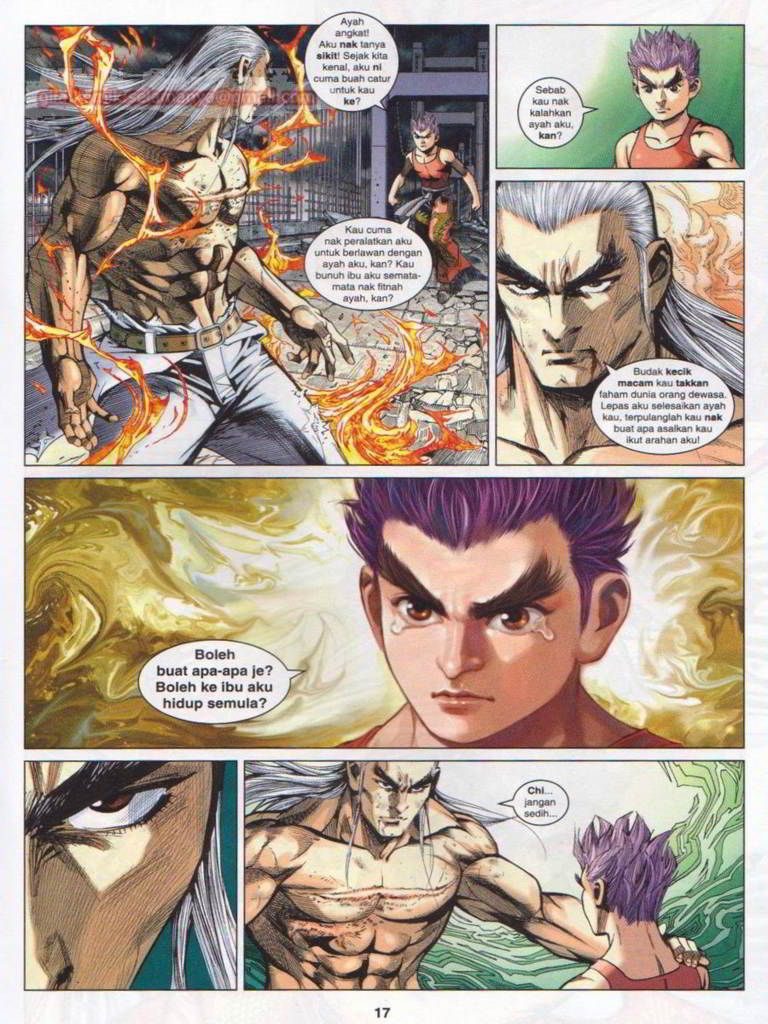 Ayah
angkat!
Aku nak tanya
sikit! Sejak kita
kenal, aku ni
cuma buah catur
untuk kau
ke?
Kau cuma
nak peralatkan aku
untuk berlawan dengan
ayah aku, kan? Kau
bunuh ibu aku semata-
mata nak fitnah
ayah, kan?
Sebab
kau nak
kalahkan
ayah aku,
kan?
Budak kecik
macam kau takkan
faham dunia orang dewasa.
Lepas aku selesaikan ayah
kau, terpulanglah kau nak
buat apa asalkan kau
ikut arahan aku!
Boleh
buat apa-apa je?
Boleh ke ibu aku
hidup semula?
Chi...
jangan
sedih...
17